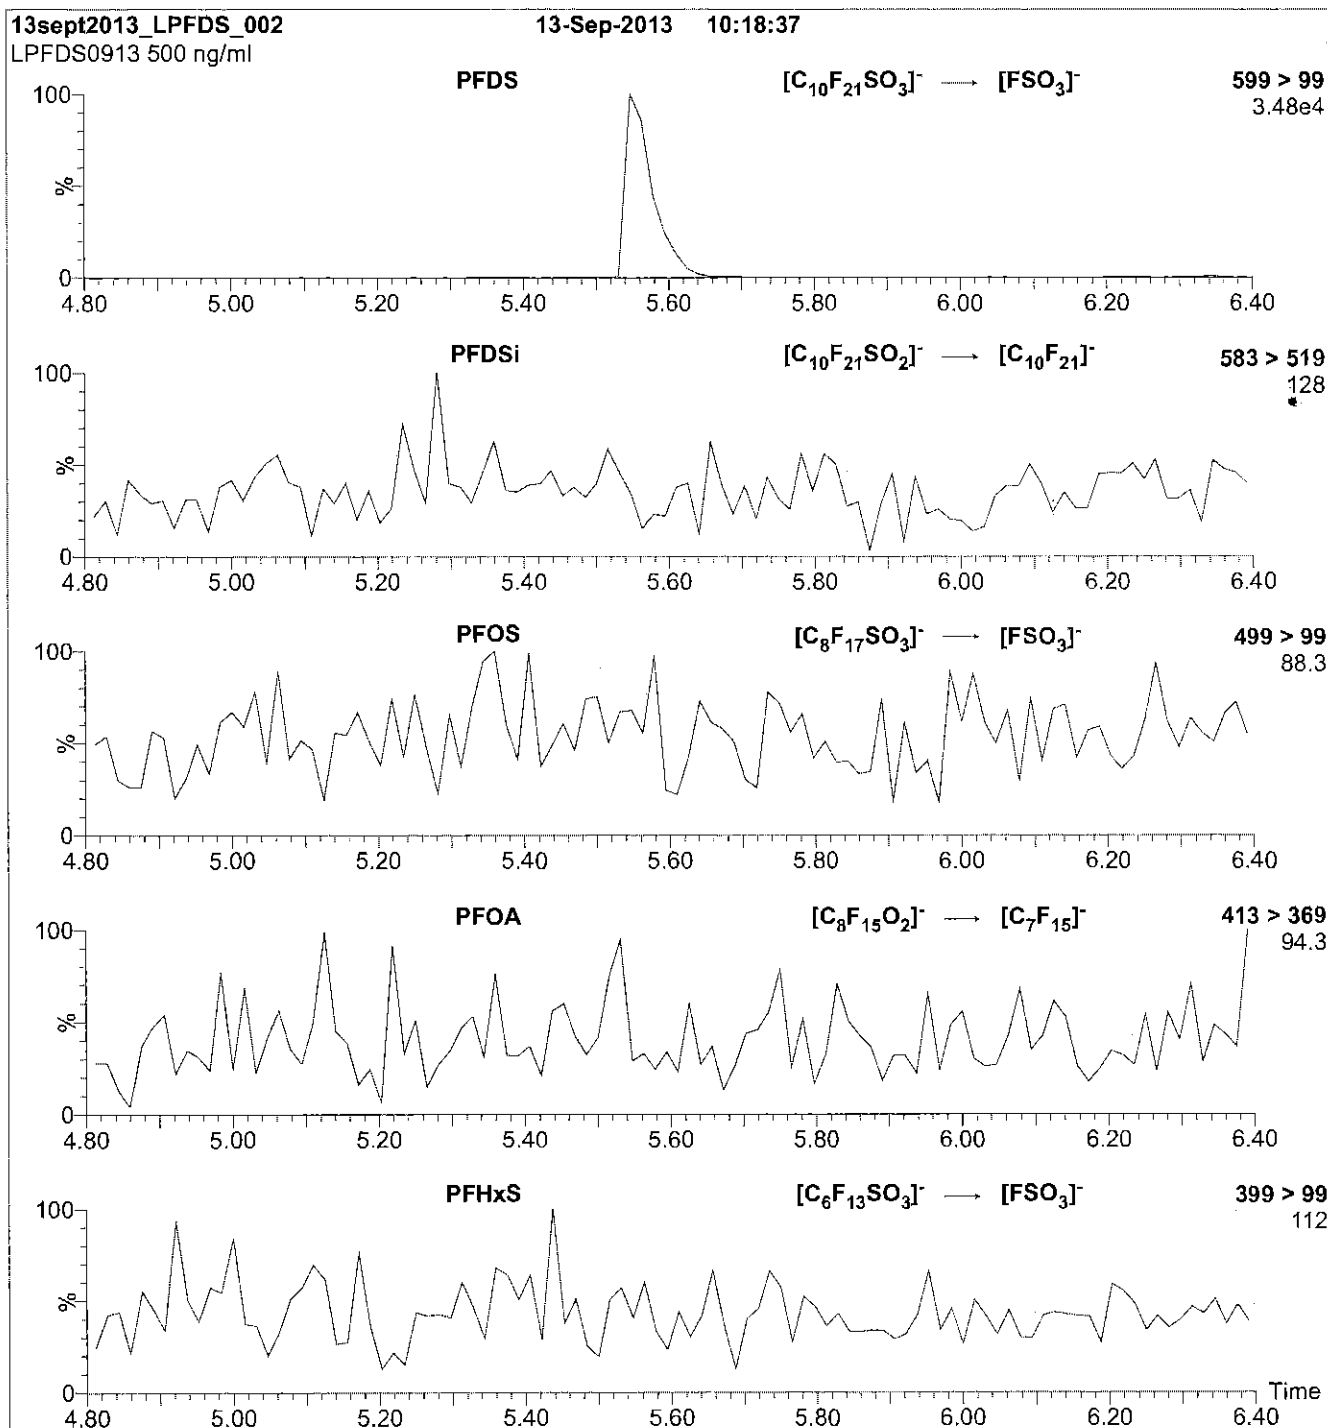 13sept2013_LPFDS_002 13-Sep-2013 10:18:37
LPFDS0913 500 ng/ml
PFDS [C₁₀F₂₁SO₃]⁻ → [FSO₃]⁻ 599 > 99
3.48e4
100
%
0
4.80 5.00 5.20 5.40 5.60 5.80 6.00 6.20 6.40
PFDSi [C₁₀F₂₁SO₂]⁻ → [C₁₀F₂₁]⁻ 583 > 519
128
100
%
0
4.80 5.00 5.20 5.40 5.60 5.80 6.00 6.20 6.40
PFOS [C₈F₁₇SO₃]⁻ → [FSO₃]⁻ 499 > 99
88.3
100
%
0
4.80 5.00 5.20 5.40 5.60 5.80 6.00 6.20 6.40
PFOA [C₈F₁₅O₂]⁻ → [C₇F₁₅]⁻ 413 > 369
94.3
100
%
0
4.80 5.00 5.20 5.40 5.60 5.80 6.00 6.20 6.40
PFHxS [C₆F₁₃SO₃]⁻ → [FSO₃]⁻ 399 > 99
112
100
%
0
Time
4.80 5.00 5.20 5.40 5.60 5.80 6.00 6.20 6.40